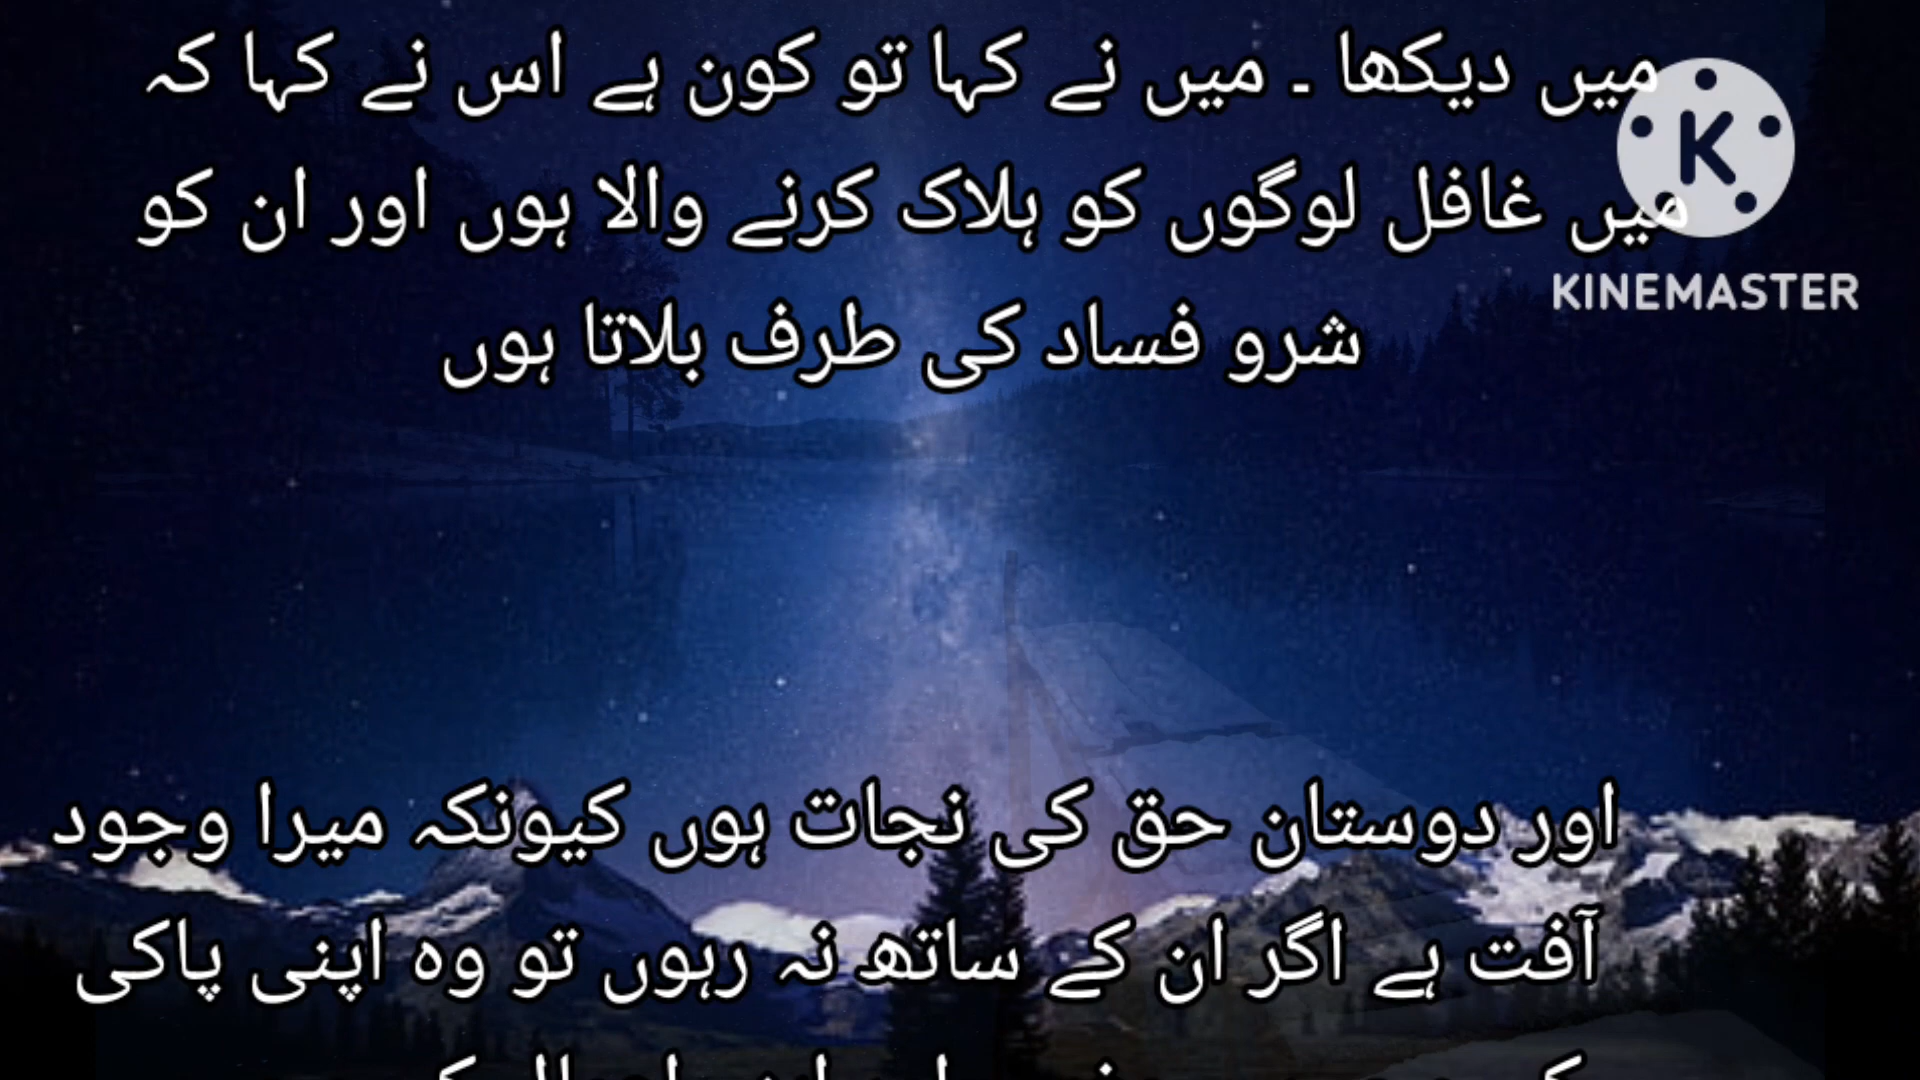 میں دیکھا ۔ میں نے کہا تو کون ہے اس نے کہا کہ
میں غافل لوگوں کو ہلاک کرنے والا ہوں اور ان کو
شرو فساد کی طرف بلاتا ہوں
KINEMASTER
اور دوستان حق کی نجات ہوں کیونکہ میرا وجود
آفت ہے اگر ان کے ساتھ نہ رہوں تو وہ اپنی پاکی